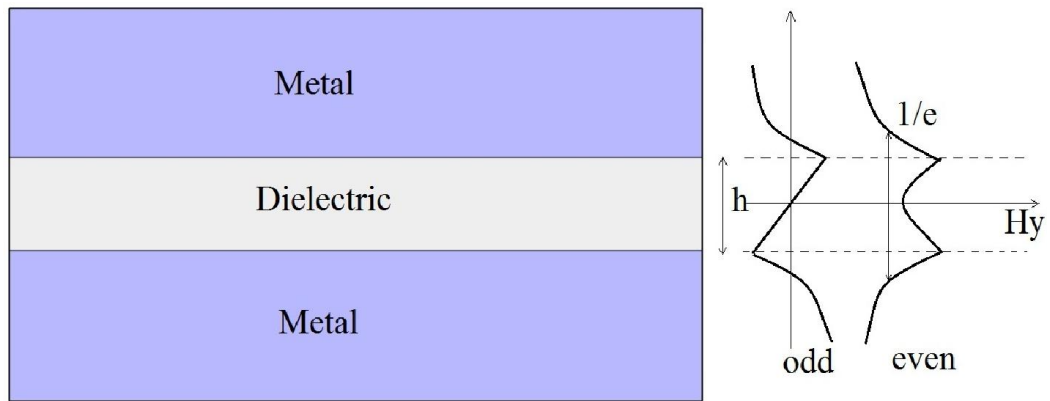 Metal
Dielectric
Metal
1/e
h
Hy
odd
even